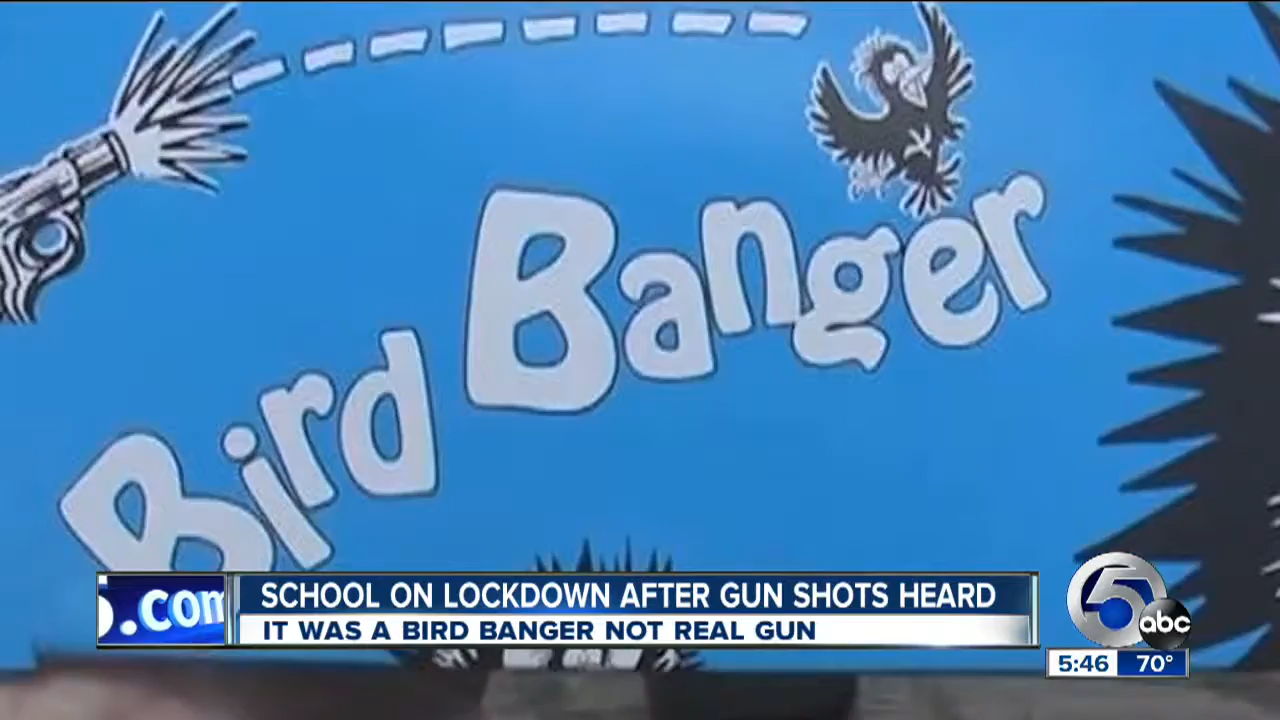 Bird Banger
.com
SCHOOL ON LOCKDOWN AFTER GUN SHOTS HEARD
IT WAS A BIRD BANGER NOT REAL GUN
5
abc
5:46 70°